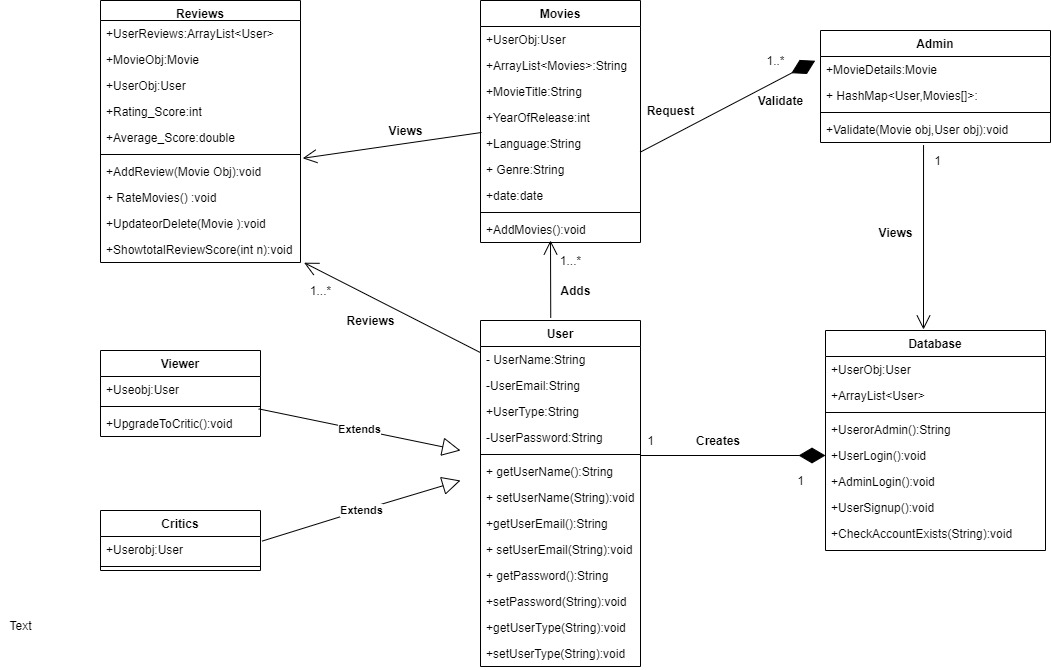 Reviews
+UserReviews:ArrayList<User>
+MovieObj:Movie
+UserObj:User
+Rating_Score:int
+Average_Score:double
+AddReview(Movie Obj):void
+ RateMovies() :void
+UpdateorDelete(Movie ):void
+ShowtotalReviewScore(int n):void
Views
Movies
+UserObj:User
+ArrayList<Movies>:String
+MovieTitle:String
+YearOfRelease:int
+Language:String
+ Genre:String
+date:date
+AddMovies():void
Request
1..*
Validate
Admin
+MovieDetails:Movie
+ HashMap<User,Movies[]>:
+Validate(Movie obj,User obj):void
1
Views
1...*
Adds
1...*
Reviews
User
- UserName:String
-UserEmail:String
+UserType:String
-UserPassword:String
+ getUserName():String
+ setUserName(String):void
+getUserEmail():String
+ setUserEmail(String):void
+ getPassword():String
+setPassword(String):void
+getUserType(String):void
+setUserType(String):void
1
Creates
1
Database
+UserObj:User
+ArrayList<User>
+UserorAdmin():String
+UserLogin():void
+AdminLogin():void
+UserSignup():void
+CheckAccountExists(String):void
Viewer
+Useobj:User
+UpgradeToCritic():void
Extends
Critics
+Userobj:User
Extends
Text